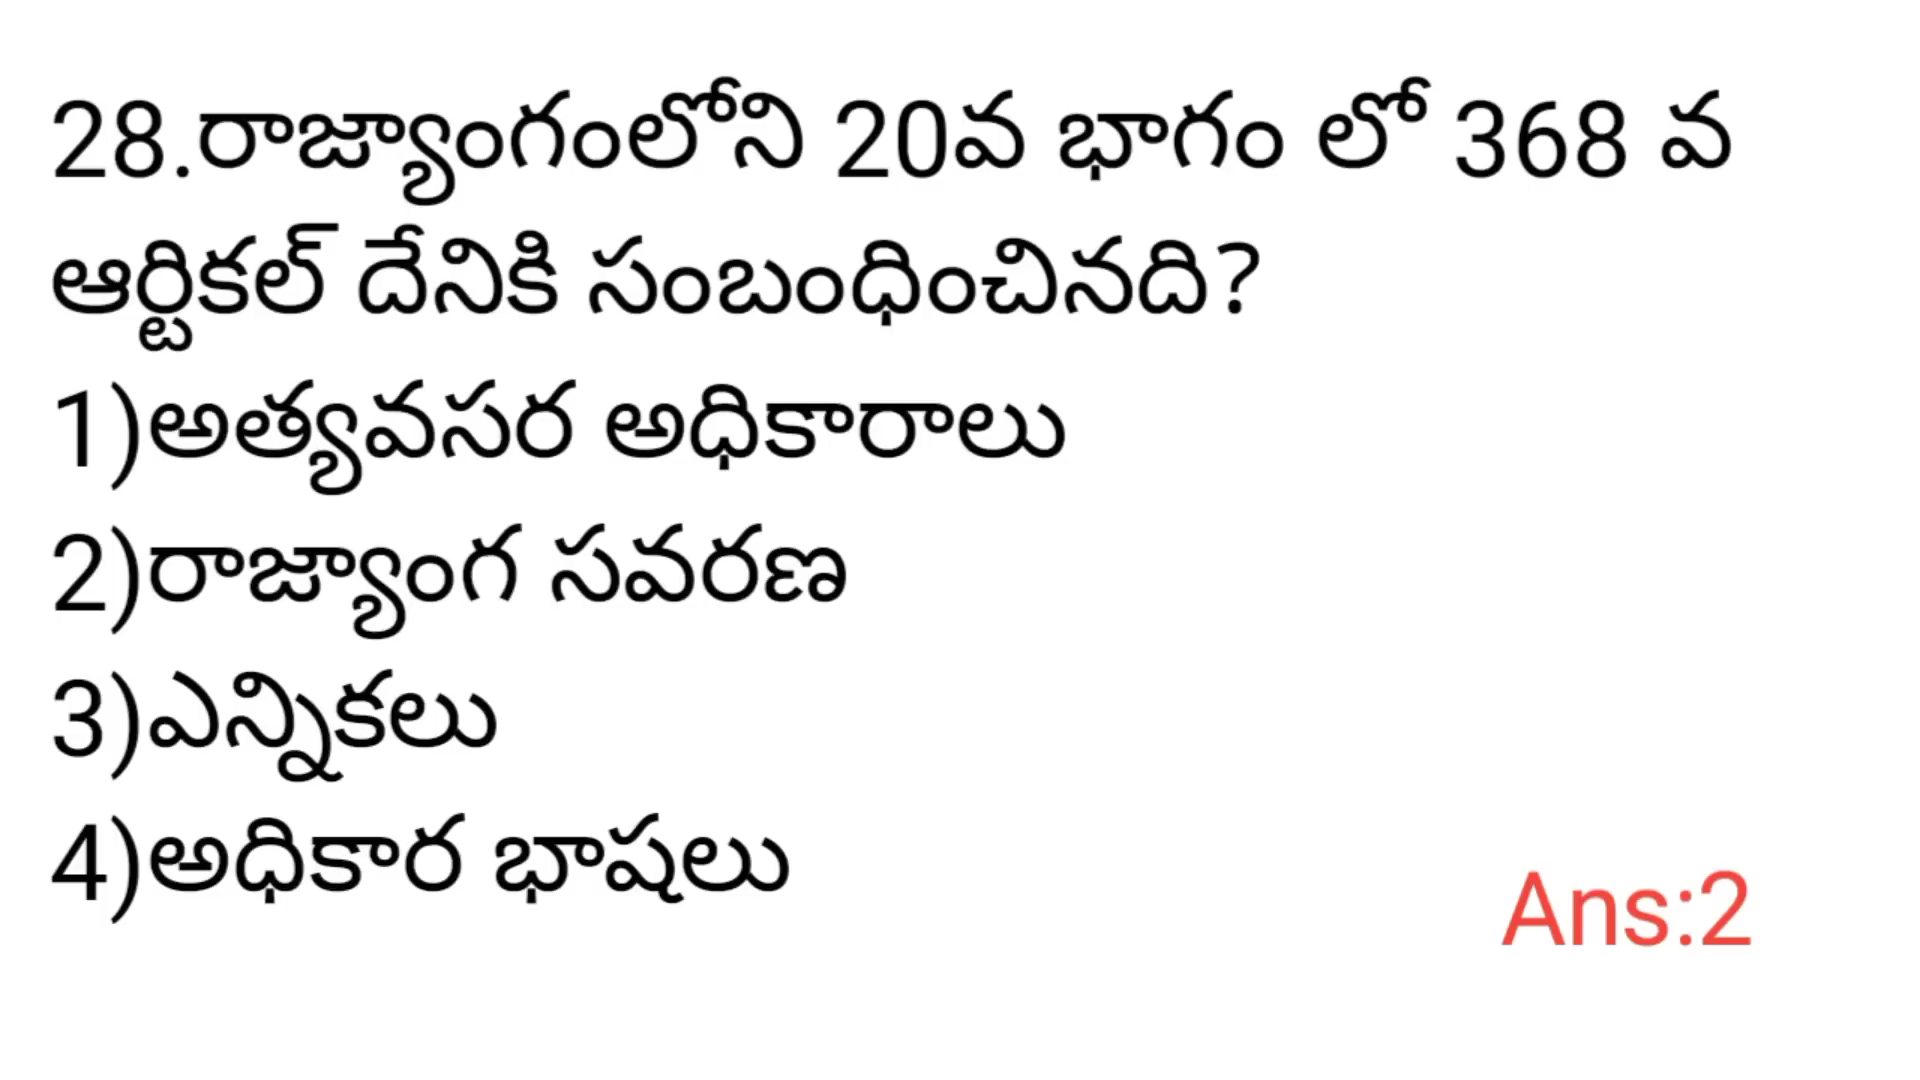 28.రాజ్యాంగంలోని 20వ భాగం లో 368 వ
ఆర్టికల్ దేనికి సంబంధించినది?
1)అత్యవసర అధికారాలు
2)రాజ్యాంగ సవరణ
3)ఎన్నికలు
4)అధికార భాషలు
Ans:2